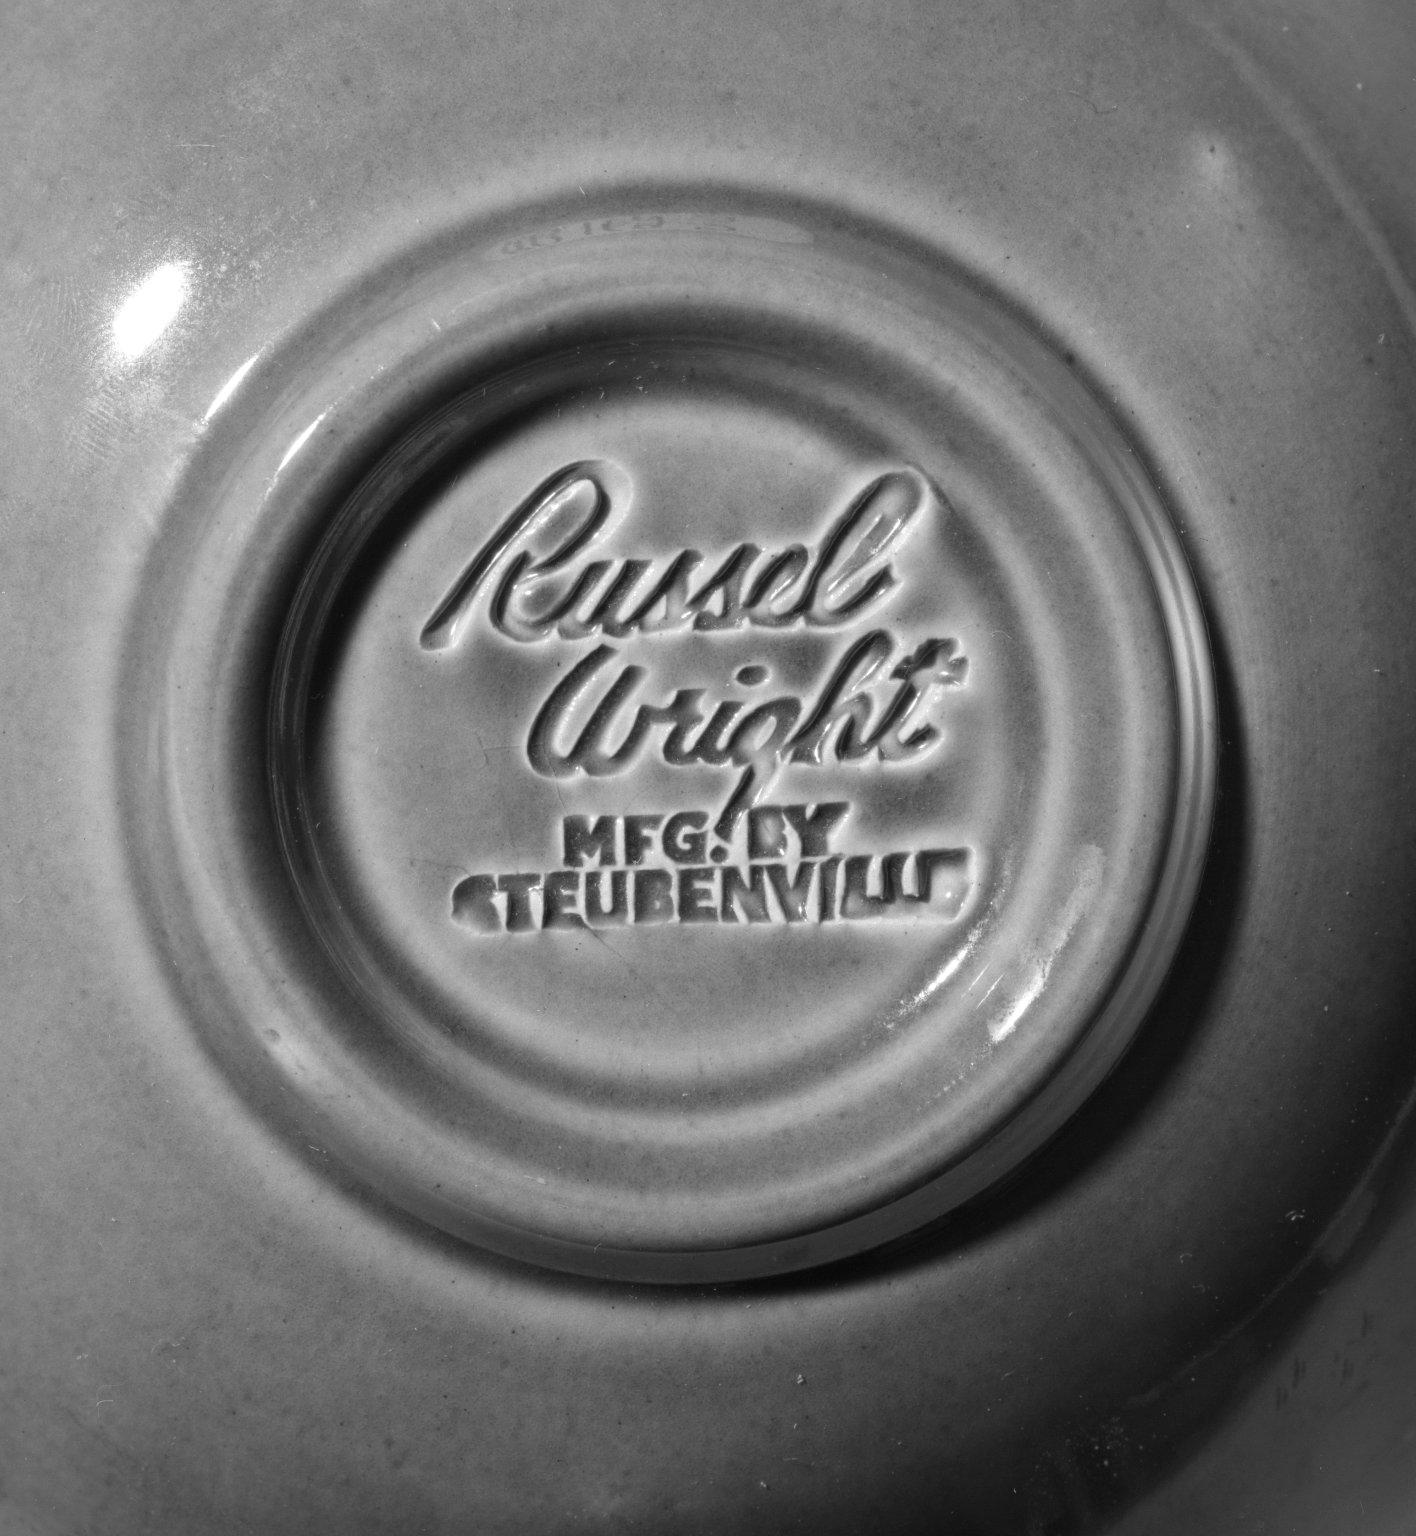 Russel
Wright
MFG. BY
STEUBENVILLE